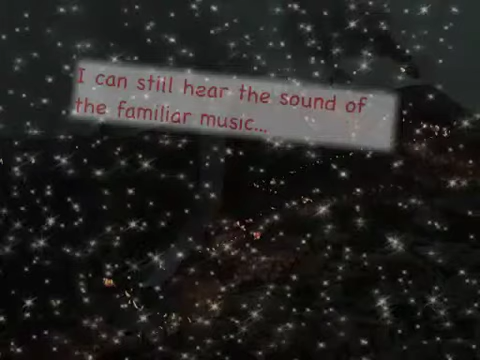 I can still hear the sound of
the familiar music...